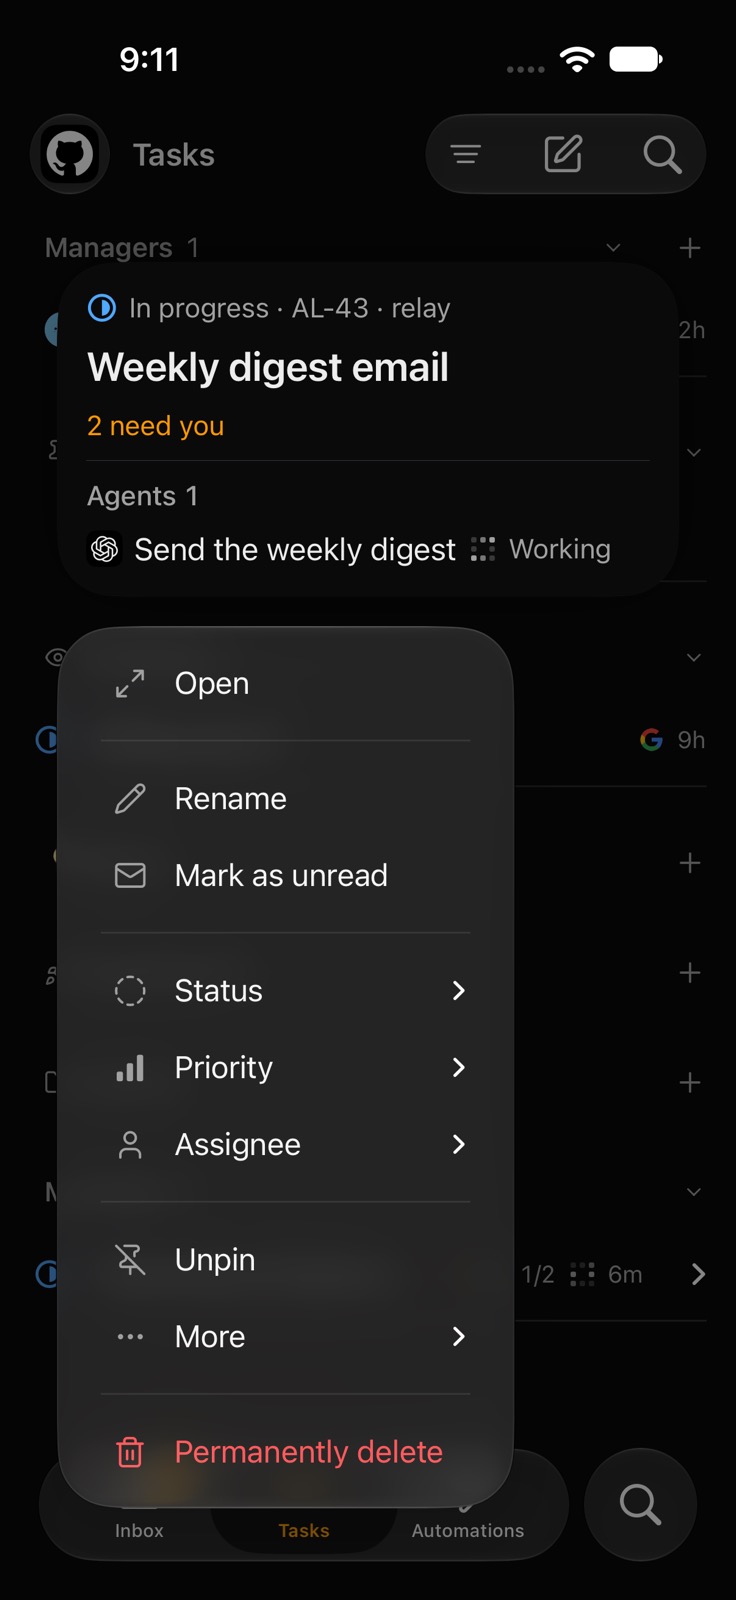 9:11
Tasks
Managers 1
In progress · AL-43 · relay
2h
Weekly digest email
2 need you
Agents 1
Send the weekly digest Working
Open
9h
Rename
Mark as unread
Status
Priority
Assignee
Unpin
1/2 6m
More
Permanently delete
Inbox
Tasks
Automations